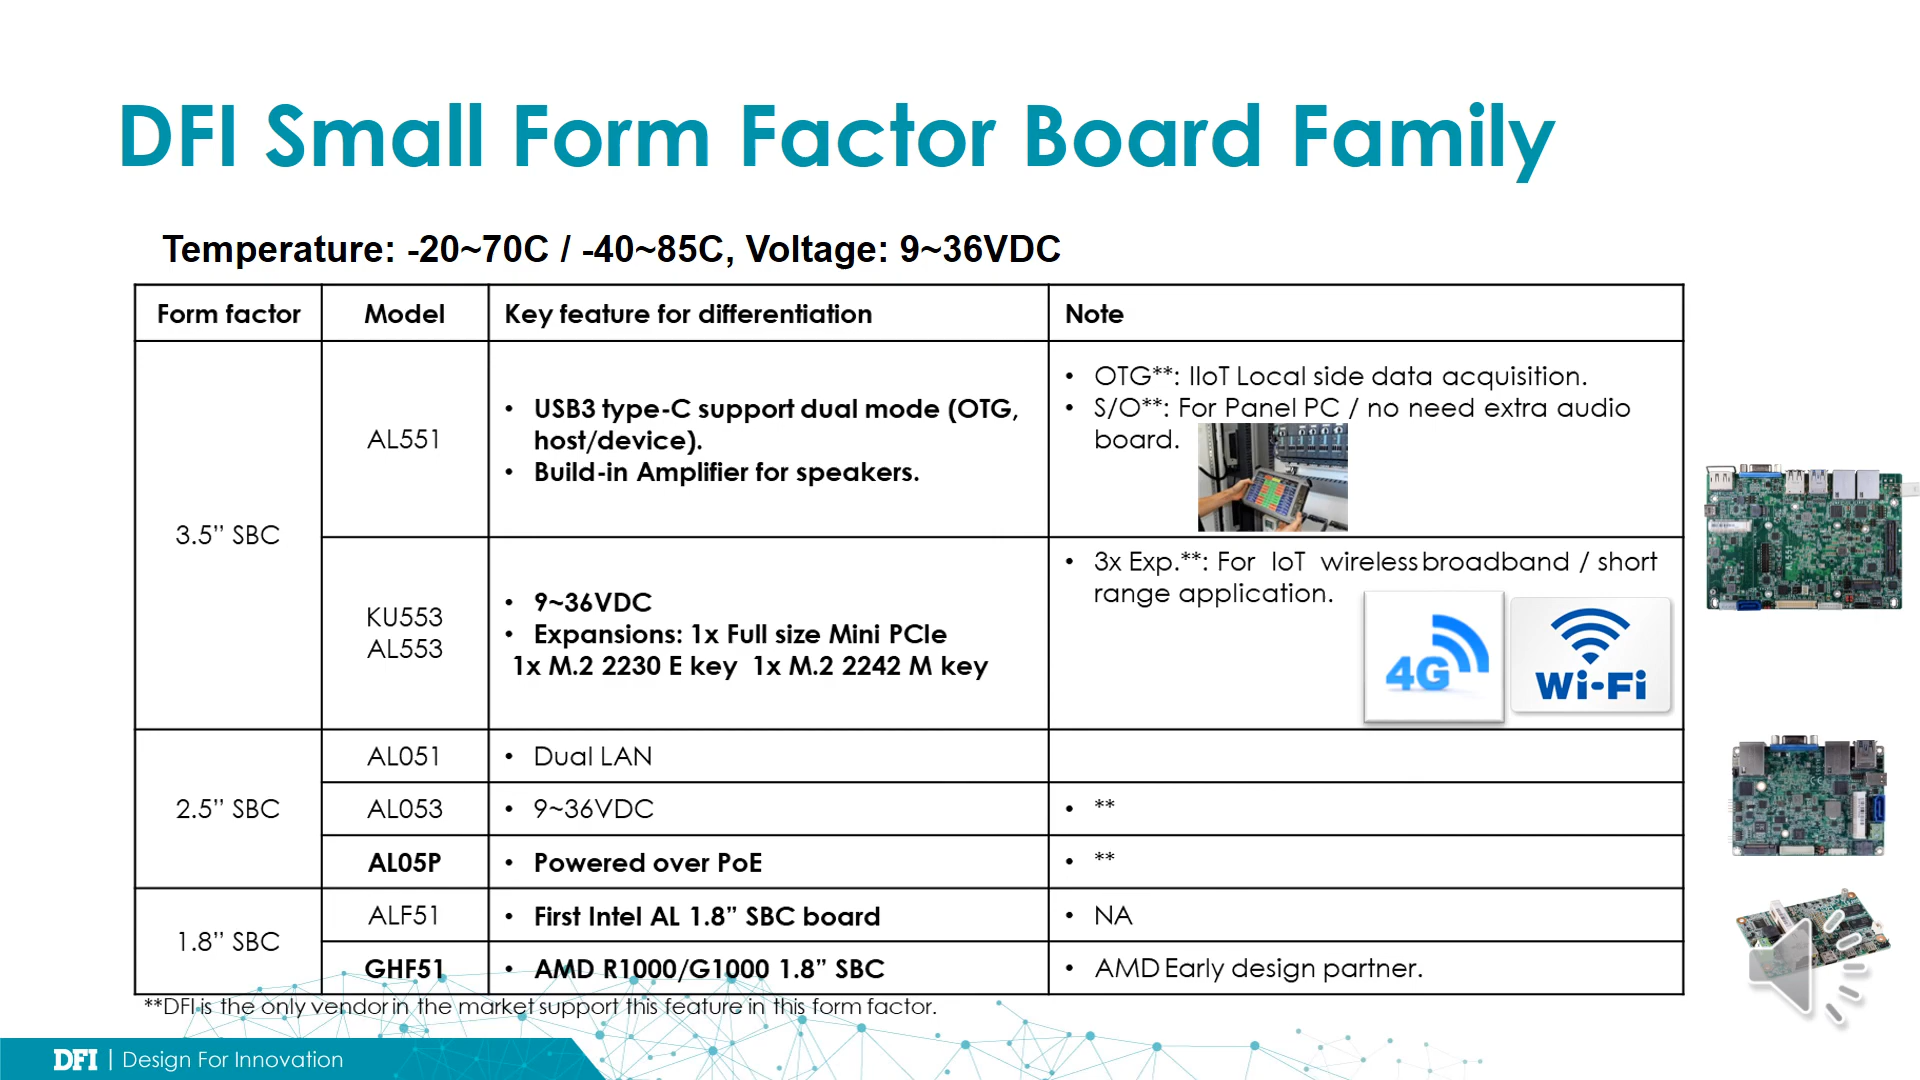 DFI Small Form Factor Board Family
Temperature: -20~70C / -40~85C, Voltage: 9~36VDC
Form factor
Model
Key feature for differentiation
Note
3.5” SBC
AL551
• USB3 type-C support dual mode (OTG,
host/device).
• Build-in Amplifier for speakers.
• OTG**: IIoT Local side data acquisition.
• S/O**: For Panel PC / no need extra audio
board.
KU553
AL553
• 9~36VDC
• Expansions: 1x Full size Mini PCIe
1x M.2 2230 E key 1x M.2 2242 M key
• 3x Exp.**: For IoT wireless broadband / short
range application.
4G
Wi-Fi
2.5” SBC
AL051
• Dual LAN
AL053
• 9~36VDC
• **
AL05P
• Powered over PoE
• **
1.8” SBC
ALF51
• First Intel AL 1.8” SBC board
• NA
GHF51
• AMD R1000/G1000 1.8” SBC
• AMD Early design partner.
**DFI is the only vendor in the market support this feature in this form factor.
DFI | Design For Innovation